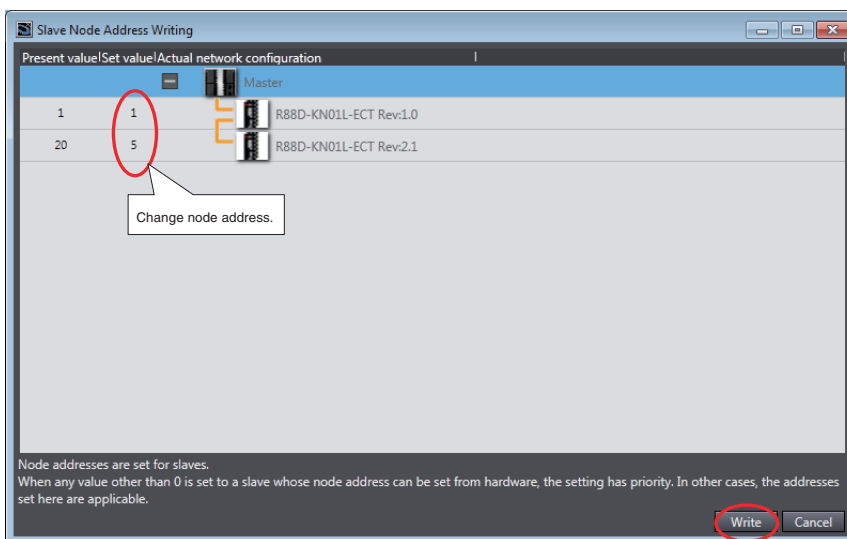 Slave Node Address Writing
Present value Set value Actual network configuration
Master
1 1 R88D-KN01L-ECT Rev:1.0
20 5 R88D-KN01L-ECT Rev:2.1
Change node address.
Node addresses are set for slaves.
When any value other than 0 is set to a slave whose node address can be set from hardware, the setting has priority. In other cases, the addresses
set here are applicable.
Write Cancel